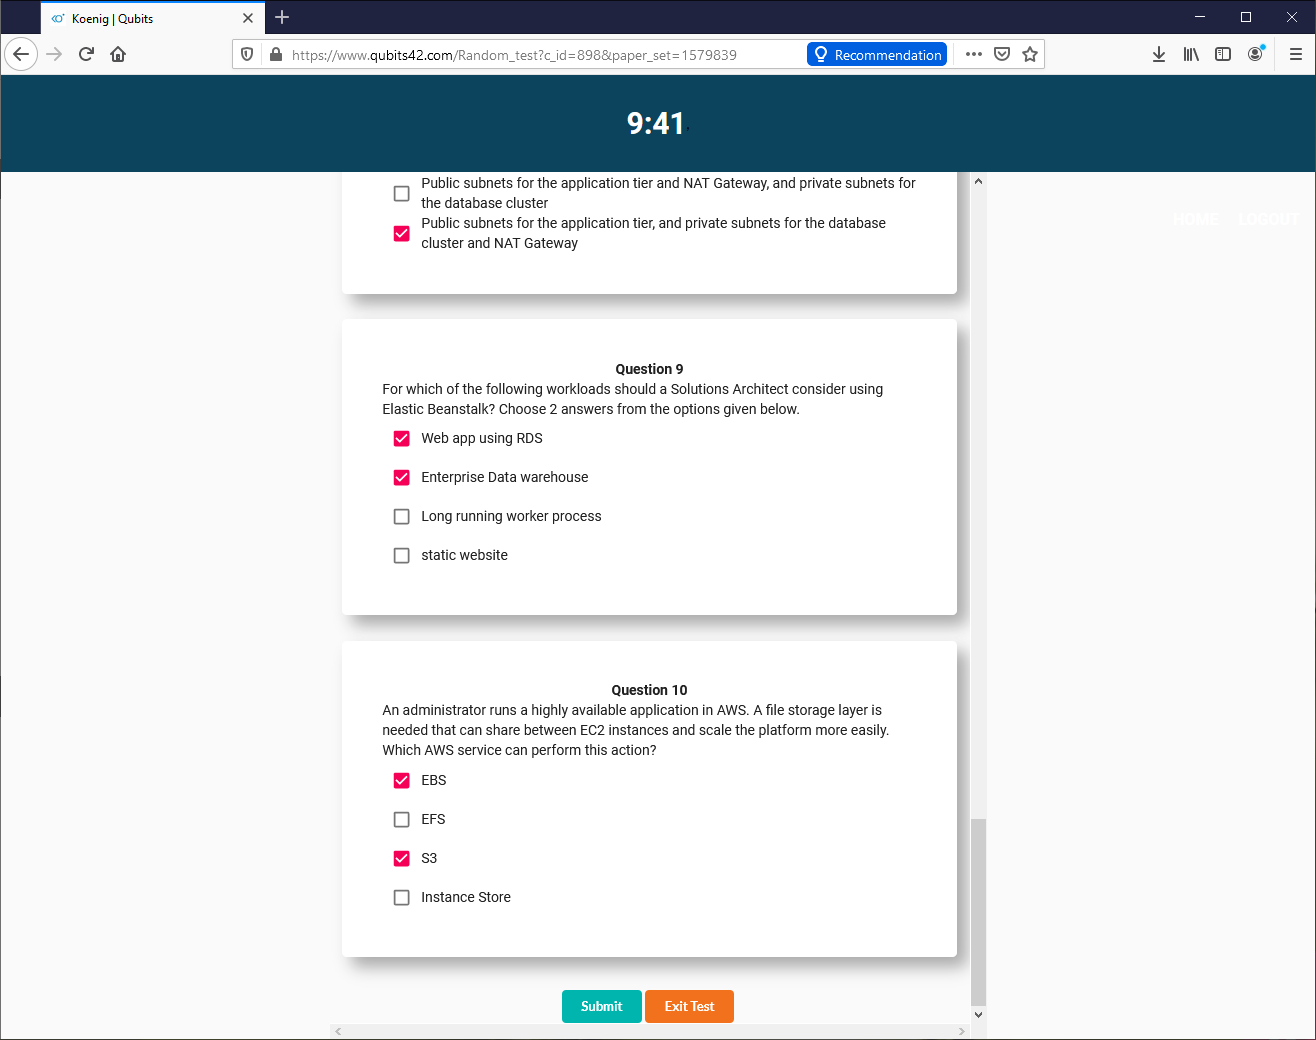 Koenig | Qubits
https://www.qubits42.com/Random_test?c_id=898&paper_set=1579839
Recommendation
9:41
HOME LOGOUT
Public subnets for the application tier and NAT Gateway, and private subnets for
the database cluster
Public subnets for the application tier, and private subnets for the database
cluster and NAT Gateway
Question 9
For which of the following workloads should a Solutions Architect consider using
Elastic Beanstalk? Choose 2 answers from the options given below.
Web app using RDS
Enterprise Data warehouse
Long running worker process
static website
Question 10
An administrator runs a highly available application in AWS. A file storage layer is
needed that can share between EC2 instances and scale the platform more easily.
Which AWS service can perform this action?
EBS
EFS
S3
Instance Store
Submit
Exit Test